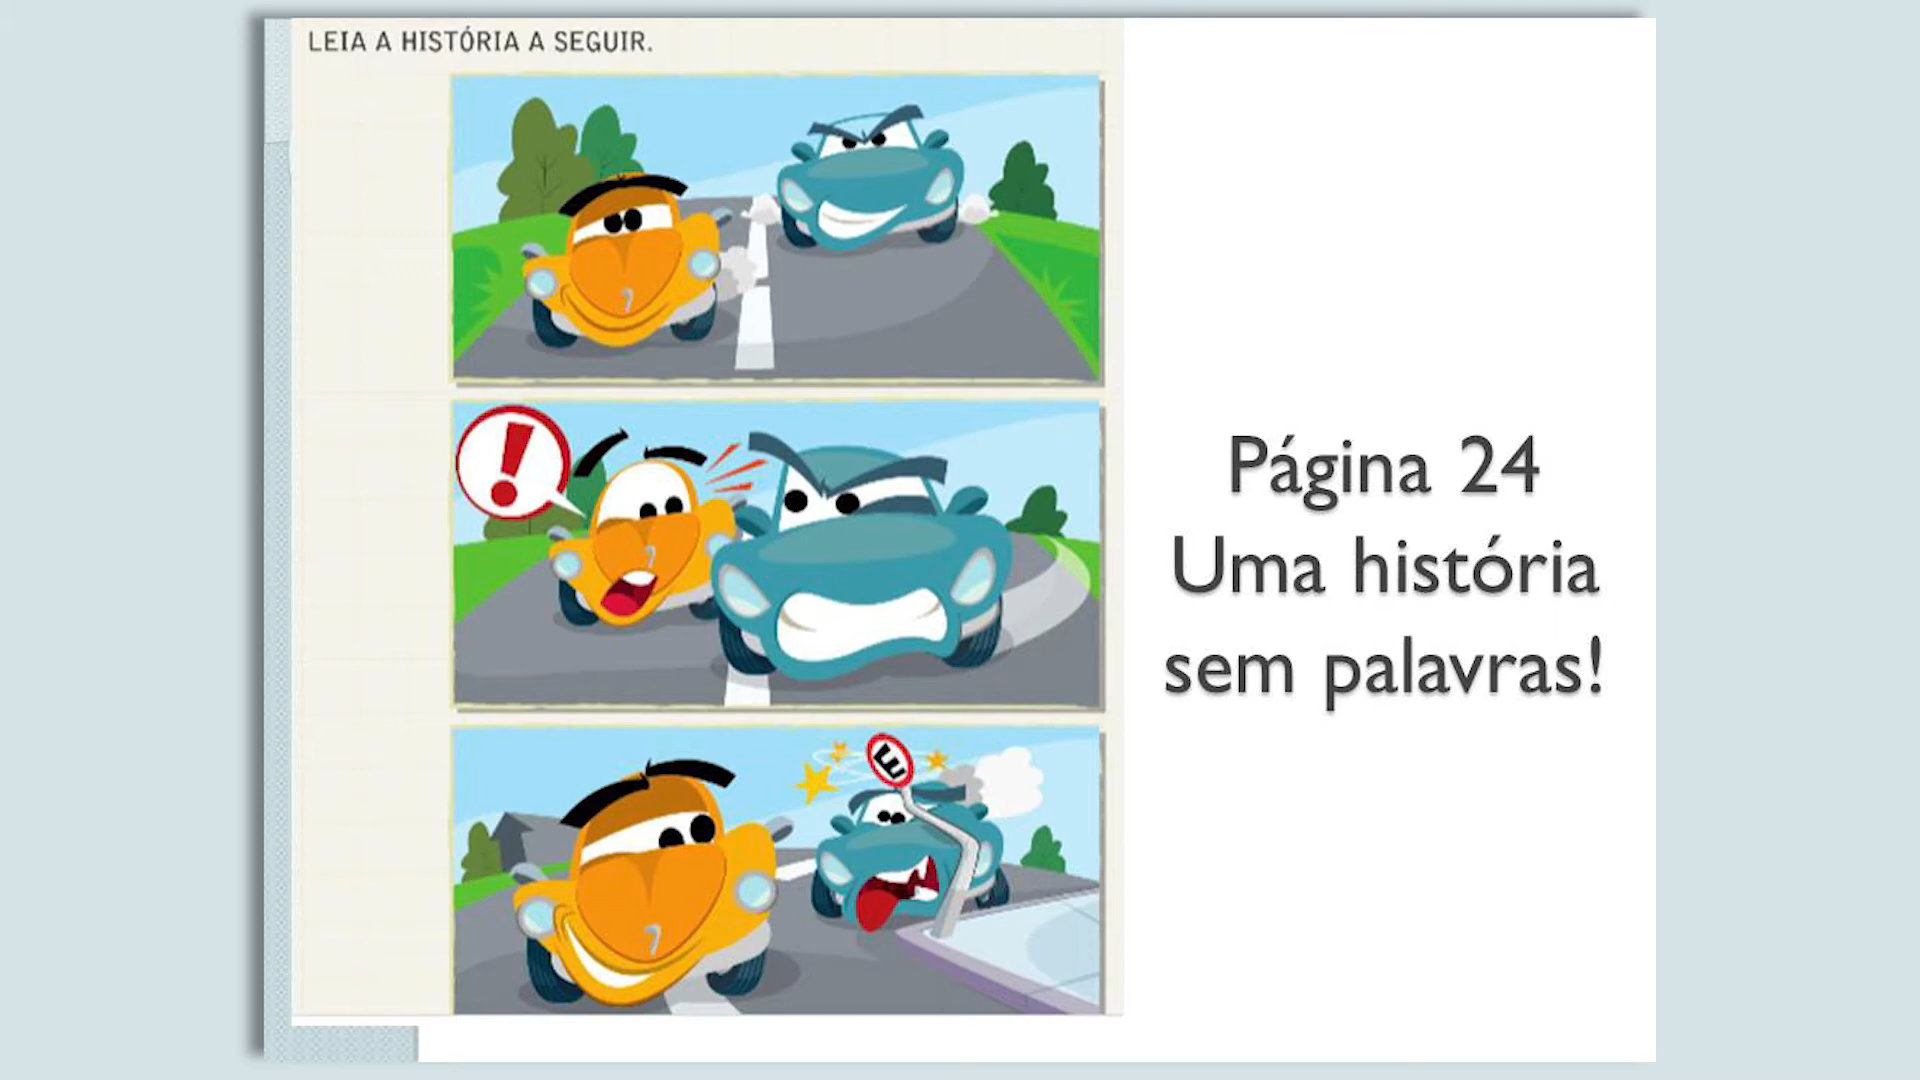 LEIA A HISTÓRIA A SEGUIR.
!
E
Página 24
Uma história
sem palavras!